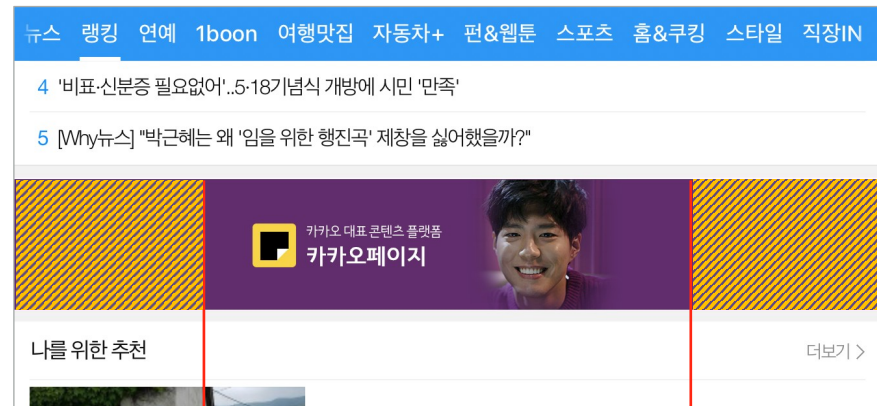 뉴스 랭킹 연예 1boon 여행맛집 자동차+ 펀&웹툰 스포츠 홈&쿠킹 스타일 직장IN
4 '비표·신분증 필요없어'..5·18기념식 개방에 시민 '만족'
5 [Why뉴스] "박근혜는 왜 '임을 위한 행진곡' 제창을 싫어했을까?"
카카오 대표 콘텐츠 플랫폼
카카오페이지
나를 위한 추천 더보기 >